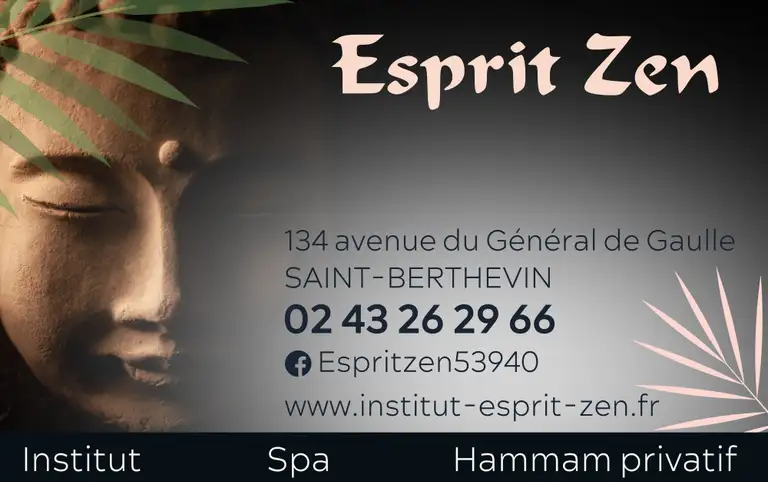 Esprit Zen
134 avenue du Général de Gaulle
SAINT-BERTHEVIN
02 43 26 29 66
Espritzen53940
www.institut-esprit-zen.fr
Institut Spa Hammam privatif